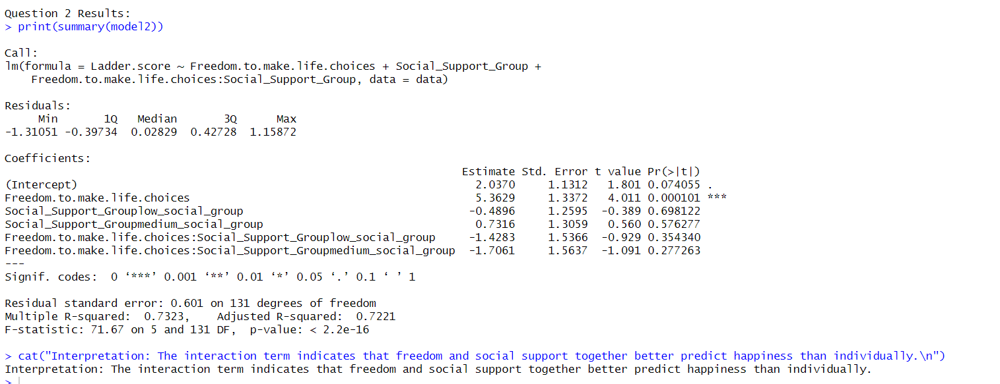 Question 2 Results:
> print(summary(model2))
Call:
lm(formula = Ladder.score ~ Freedom.to.make.life.choices + Social_Support_Group +
    Freedom.to.make.life.choices:Social_Support_Group, data = data)
Residuals:
     Min       1Q   Median       3Q      Max
-1.31051 -0.39734  0.02829  0.42728  1.15872
Coefficients:
                                                                     Estimate Std. Error t value Pr(>|t|)
(Intercept)                                                            2.0370     1.1312   1.801 0.074055 .
Freedom.to.make.life.choices                                           5.3629     1.3372   4.011 0.000101 ***
Social_Support_Grouplow_social_group                                  -0.4896     1.2595  -0.389 0.698122
Social_Support_Groupmedium_social_group                                0.7316     1.3059   0.560 0.576277
Freedom.to.make.life.choices:Social_Support_Grouplow_social_group     -1.4283     1.5366  -0.929 0.354340
Freedom.to.make.life.choices:Social_Support_Groupmedium_social_group  -1.7061     1.5637  -1.091 0.277263
---
Signif. codes:  0 ‘***’ 0.001 ‘**’ 0.01 ‘*’ 0.05 ‘.’ 0.1 ‘ ’ 1
Residual standard error: 0.601 on 131 degrees of freedom
Multiple R-squared:  0.7323,    Adjusted R-squared:  0.7221
F-statistic: 71.67 on 5 and 131 DF,  p-value: < 2.2e-16
> cat("Interpretation: The interaction term indicates that freedom and social support together better predict happiness than individually.\n")
Interpretation: The interaction term indicates that freedom and social support together better predict happiness than individually.
>